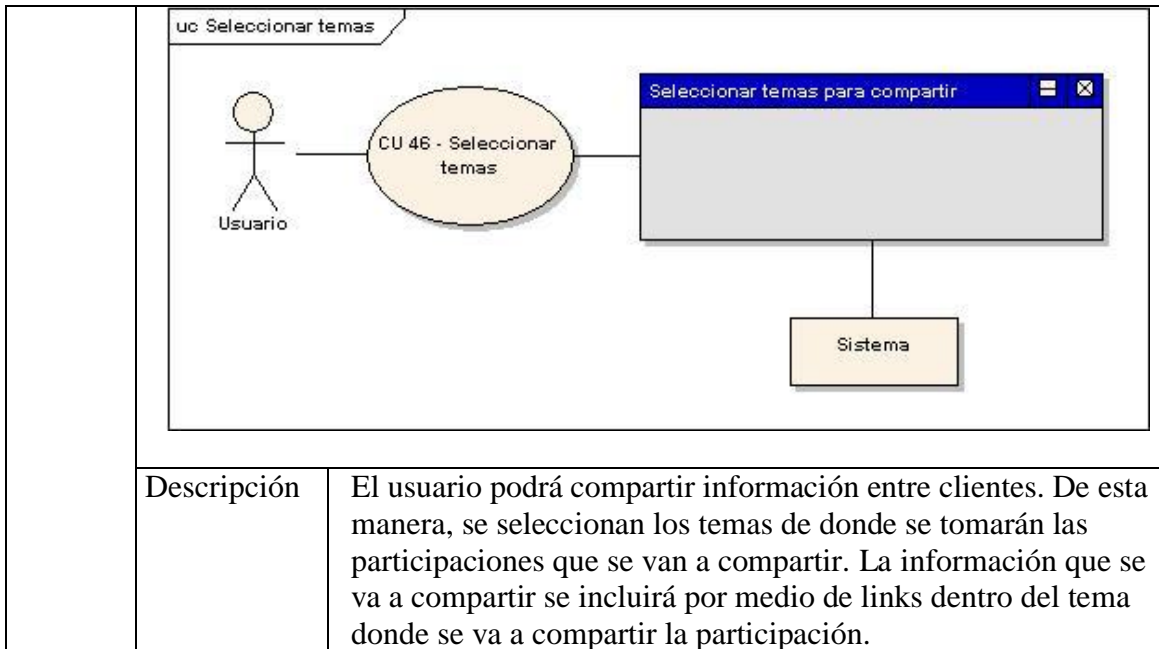 uc Seleccionar temas
Seleccionar temas para compartir
CU 46 - Seleccionar
temas
Usuario
Sistema
Descripción
El usuario podrá compartir información entre clientes. De esta
manera, se seleccionan los temas de donde se tomarán las
participaciones que se van a compartir. La información que se
va a compartir se incluirá por medio de links dentro del tema
donde se va a compartir la participación.